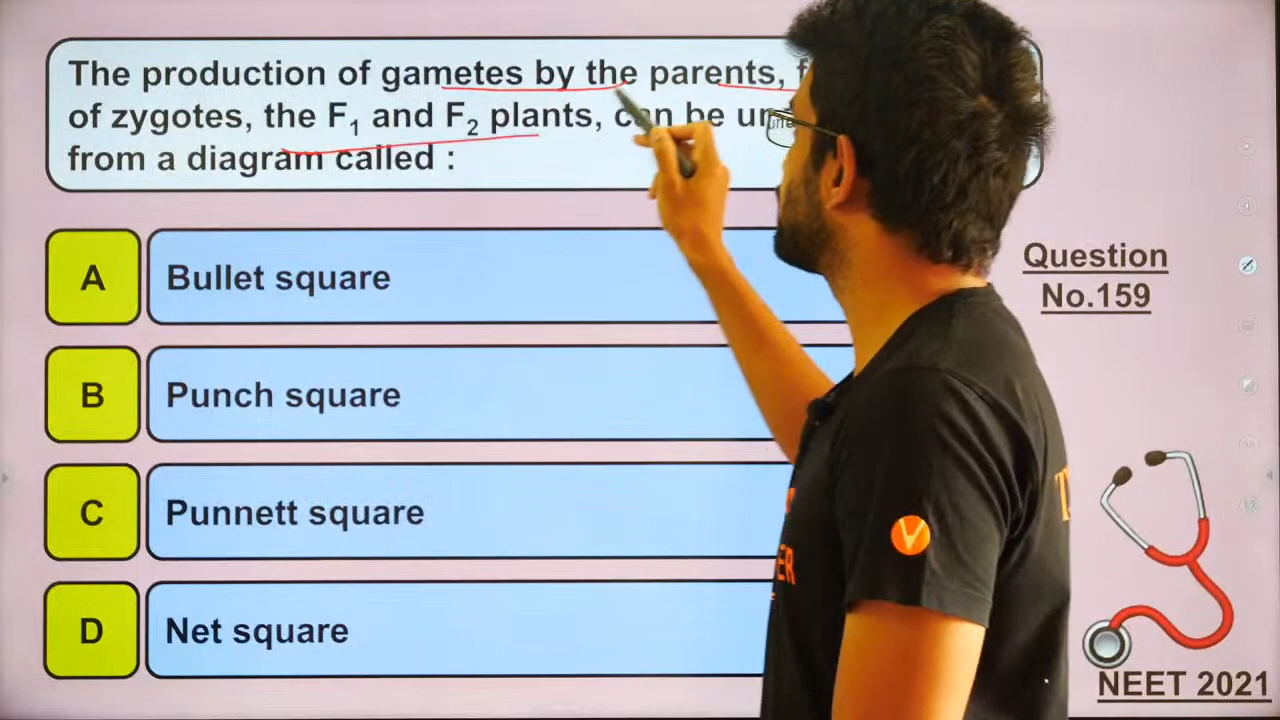 The production of gametes by the parents,
of zygotes, the F₁ and F₂ plants, can be
from a diagram called :
A Bullet square
B Punch square
C Punnett square
D Net square
Question
No.159
NEET 2021